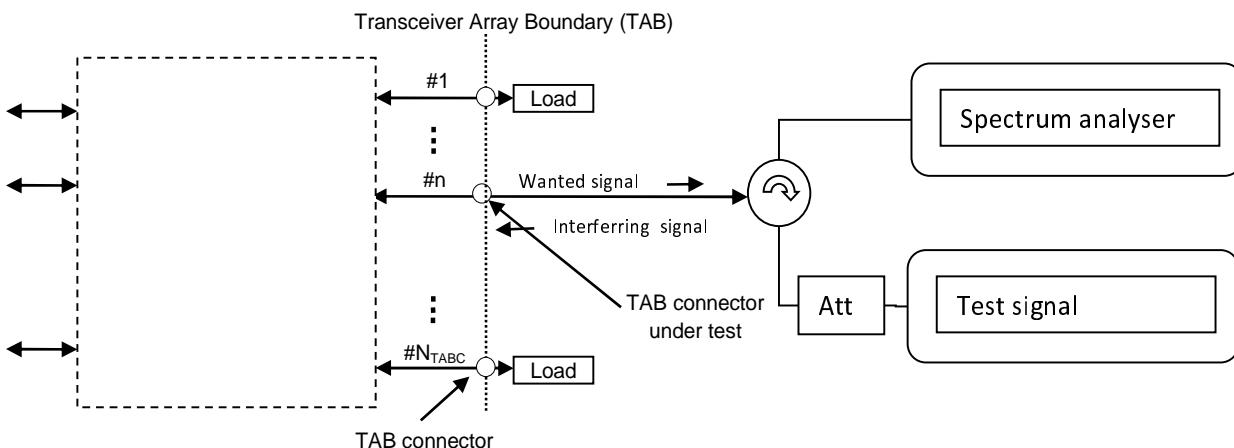 Transceiver Array Boundary (TAB)
#1
Load
Spectrum analyser
#n
Wanted signal
Interferring signal
TAB connector
under test
Att
Test signal
#NTABC
Load
TAB connector